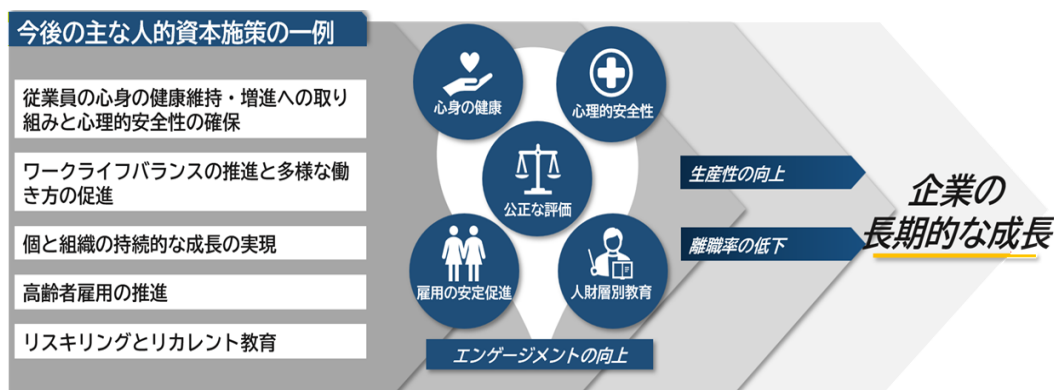 今後の主な人的資本施策の一例
従業員の心身の健康維持・増進への取り
組みと心理的安全性の確保
ワークライフバランスの推進と多様な働
き方の促進
個と組織の持続的な成長の実現
高齢者雇用の推進
リスキリングとリカレント教育
心身の健康
心理的安全性
公正な評価
雇用の安定促進
人財層別教育
エンゲージメントの向上
生産性の向上
離職率の低下
企業の
長期的な成長